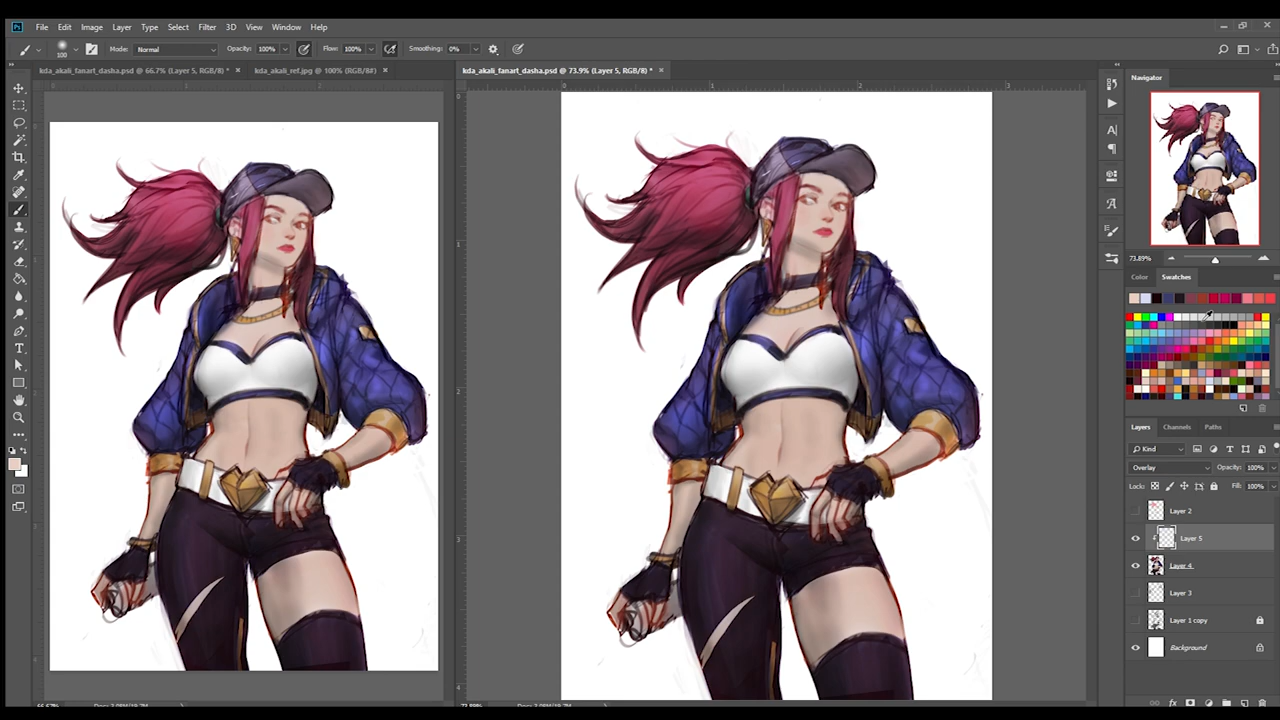 Ps File Edit Image Layer Type Select Filter 3D View Window Help
100 Mode: Normal Opacity: 100% Flow: 100% Smoothing: 0%
kda_akali_fanart_dasha.psd @ 66.7% (Layer 5, RGB/8) * × kda_akali_ref.jpg @ 100% (RGB/8#) × kda_akali_fanart_dasha.psd @ 73.9% (Layer 5, RGB/8) * ×
Navigator
73.89%
Color Swatches
Layers Channels Paths
Kind
Overlay Opacity: 100%
Lock: Fill: 100%
Layer 2
Layer 5
Layer 4
Layer 3
Layer 1 copy
Background